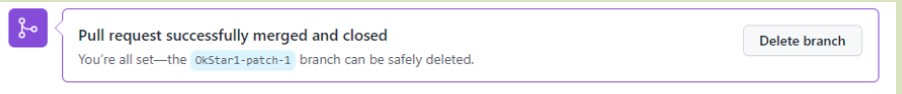 Pull request successfully merged and closed
You're all set—the OkStar1-patch-1 branch can be safely deleted.
Delete branch